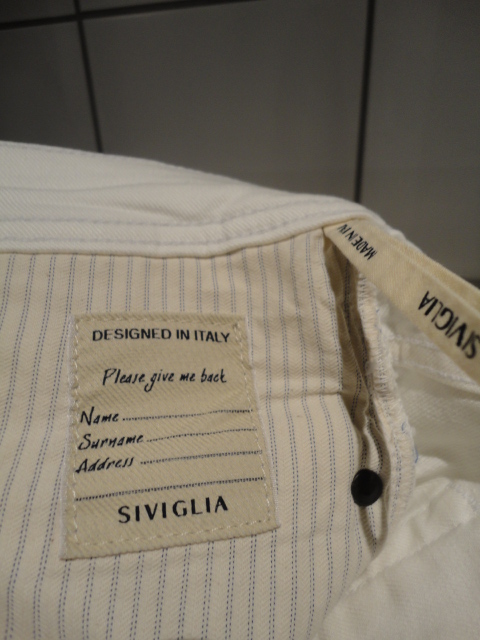 DESIGNED IN ITALY
Please give me back
Name
Surname
Address
SIVIGLIA
MADE IN
SIVIGLIA